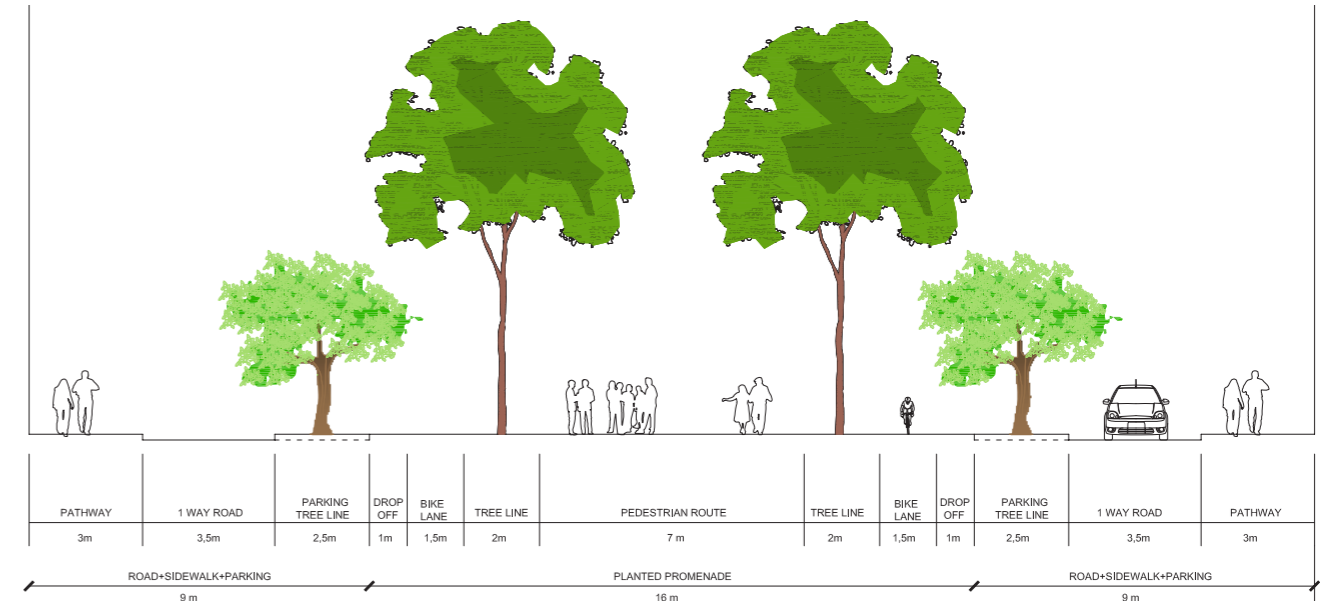 PATHWAY
1 WAY ROAD
PARKING
TREE LINE
DROP
OFF
BIKE
LANE
TREE LINE
PEDESTRIAN ROUTE
TREE LINE
BIKE
LANE
DROP
OFF
PARKING
TREE LINE
1 WAY ROAD
PATHWAY
3m
3,5m
2,5m
1m
1,5m
2m
7 m
2m
1,5m
1m
2,5m
3,5m
3m
ROAD+SIDEWALK+PARKING
PLANTED PROMENADE
ROAD+SIDEWALK+PARKING
9 m
16 m
9 m